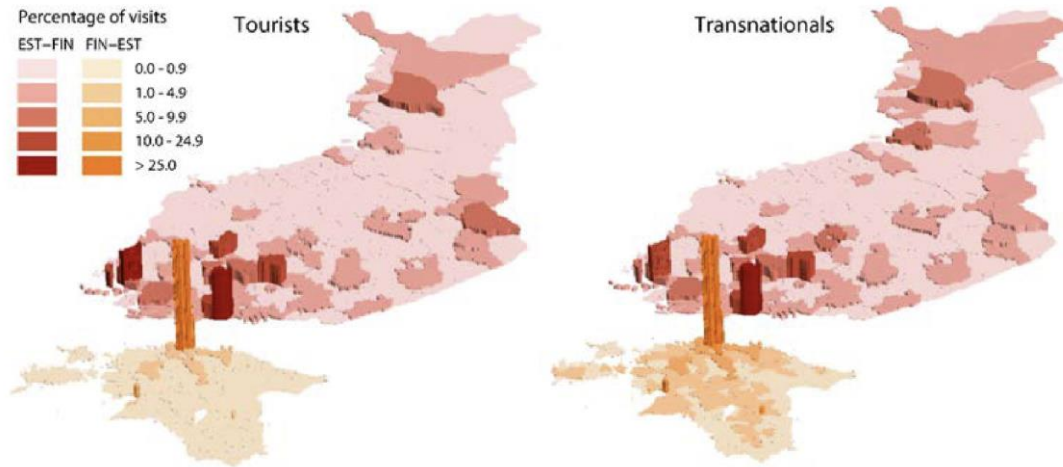 Percentage of visits
EST–FIN FIN–EST
0.0 - 0.9
1.0 - 4.9
5.0 - 9.9
10.0 - 24.9
> 25.0
Tourists
Transnationals